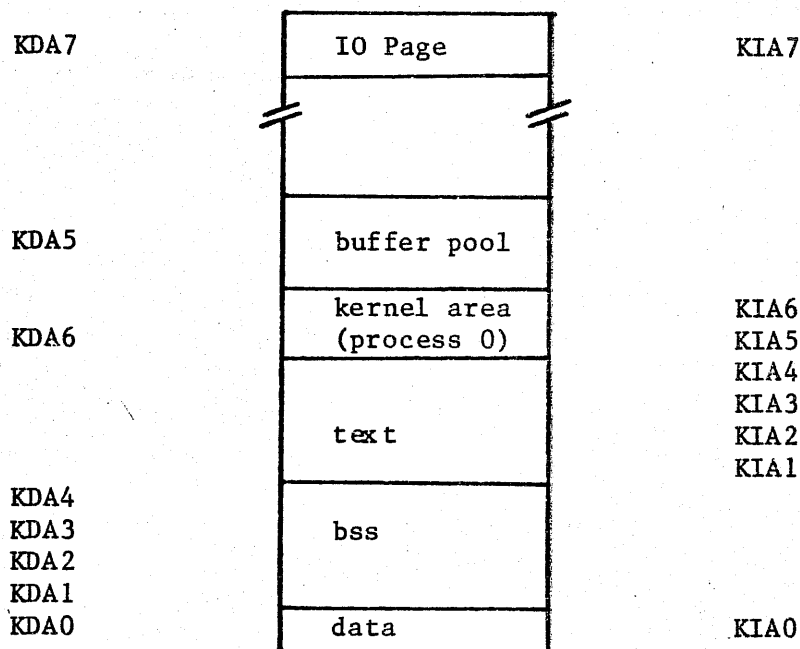 KDA7 IO Page KIA7
KDA5 buffer pool
kernel area KIA6
KDA6 (process 0) KIA5
KIA4
KIA3
text KIA2
KIA1
KDA4
KDA3 bss
KDA2
KDA1
KDA0 data KIA0